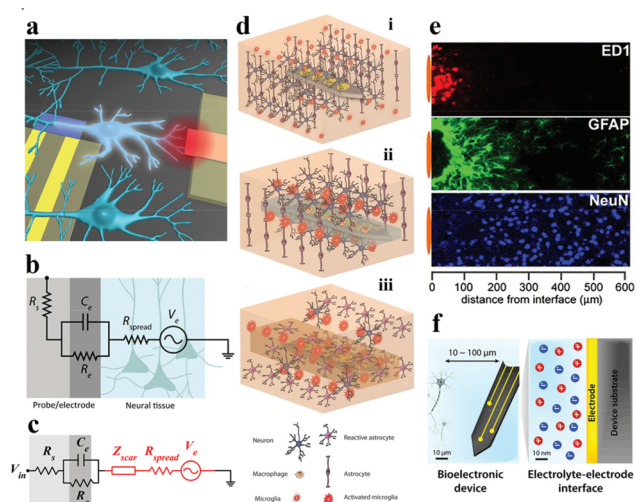 a
b
R_s
C_e
R_e
R_spread
V_e
Probe/electrode
Neural tissue
c
V_in
R_s
C_e
Z_scar
R_spread
V_e
d
i
ii
iii
Neuron
Reactive astrocyte
Macrophage
Astrocyte
Microglia
Activated microglia
e
ED1
GFAP
NeuN
0 100 200 300 400 500 600
distance from interface (µm)
f
10 ~ 100 µm
10 µm
Bioelectronic
device
10 nm
Electrode
Device substrate
Electrolyte-electrode
interface